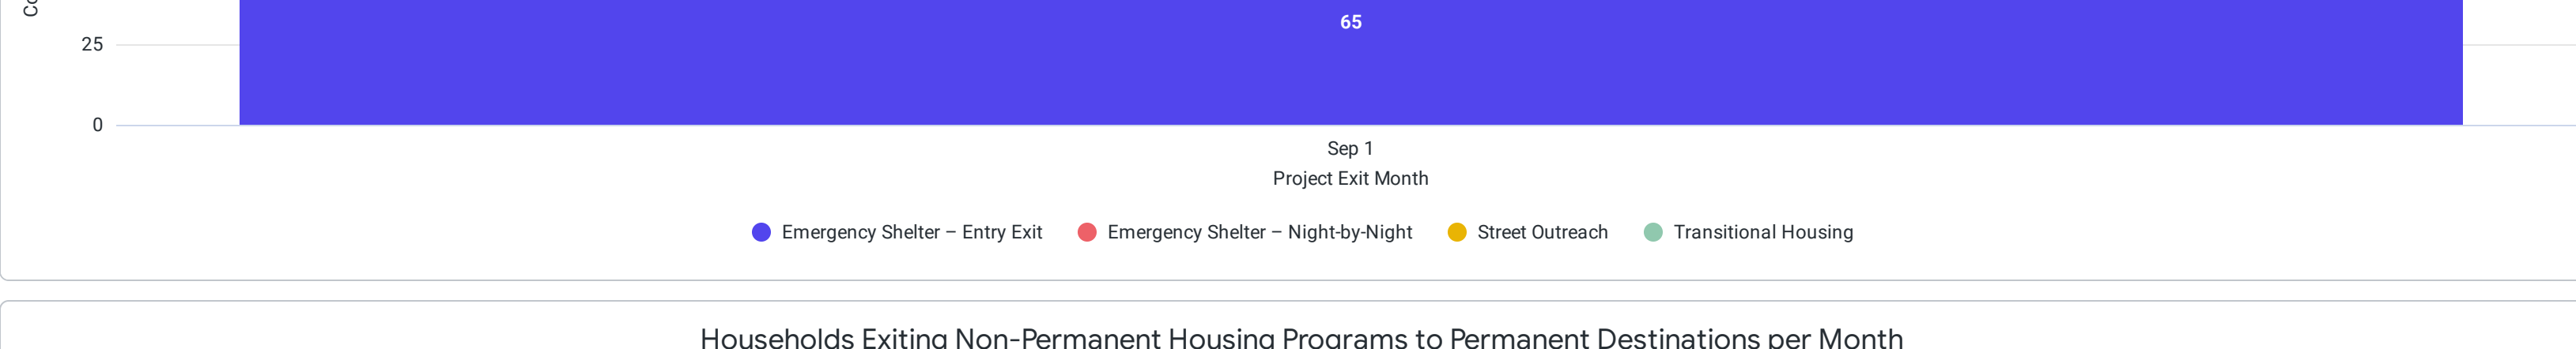 65
25
0
Sep 1
Project Exit Month
Emergency Shelter – Entry Exit
Emergency Shelter – Night-by-Night
Street Outreach
Transitional Housing
Households Exiting Non-Permanent Housing Programs to Permanent Destinations per Month